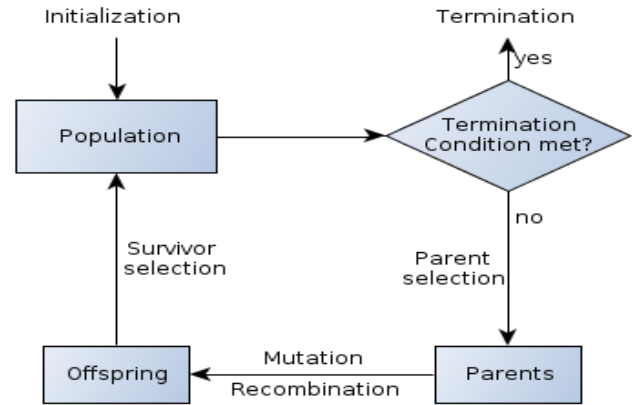 Initialization
Termination
yes
Population
Termination
Condition met?
no
Survivor
selection
Parent
selection
Mutation
Offspring
Recombination
Parents